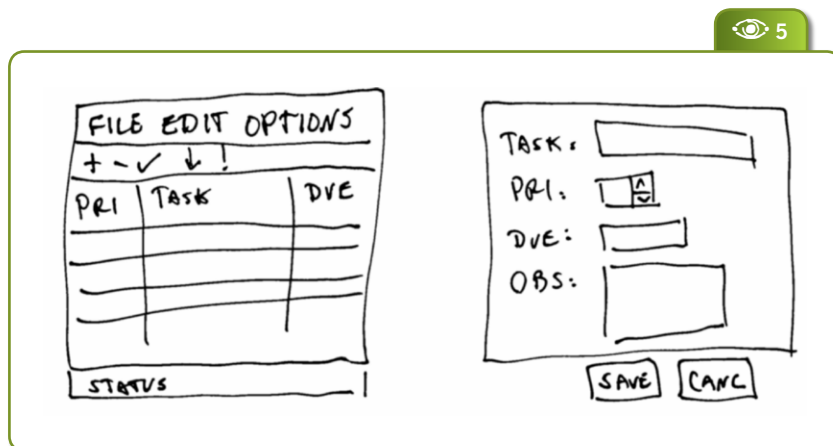 5
FILE EDIT OPTIONS
+ - ✓ ↓ !
PRI TASK DUE
STATUS
TASK:
PRI:
DUE:
OBS:
SAVE CANC